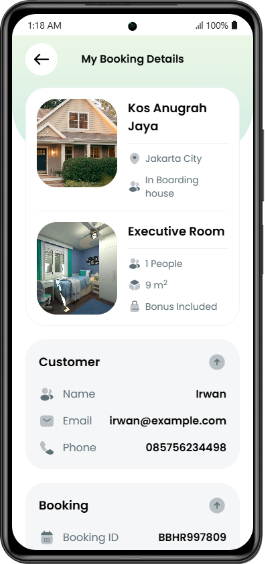 1:18 AM 100%
My Booking Details
Kos Anugrah
Jaya
Jakarta City
In Boarding
house
Executive Room
1 People
9 m²
Bonus Included
Customer
Name Irwan
Email irwan@example.com
Phone 085756234498
Booking
Booking ID BBHR997809